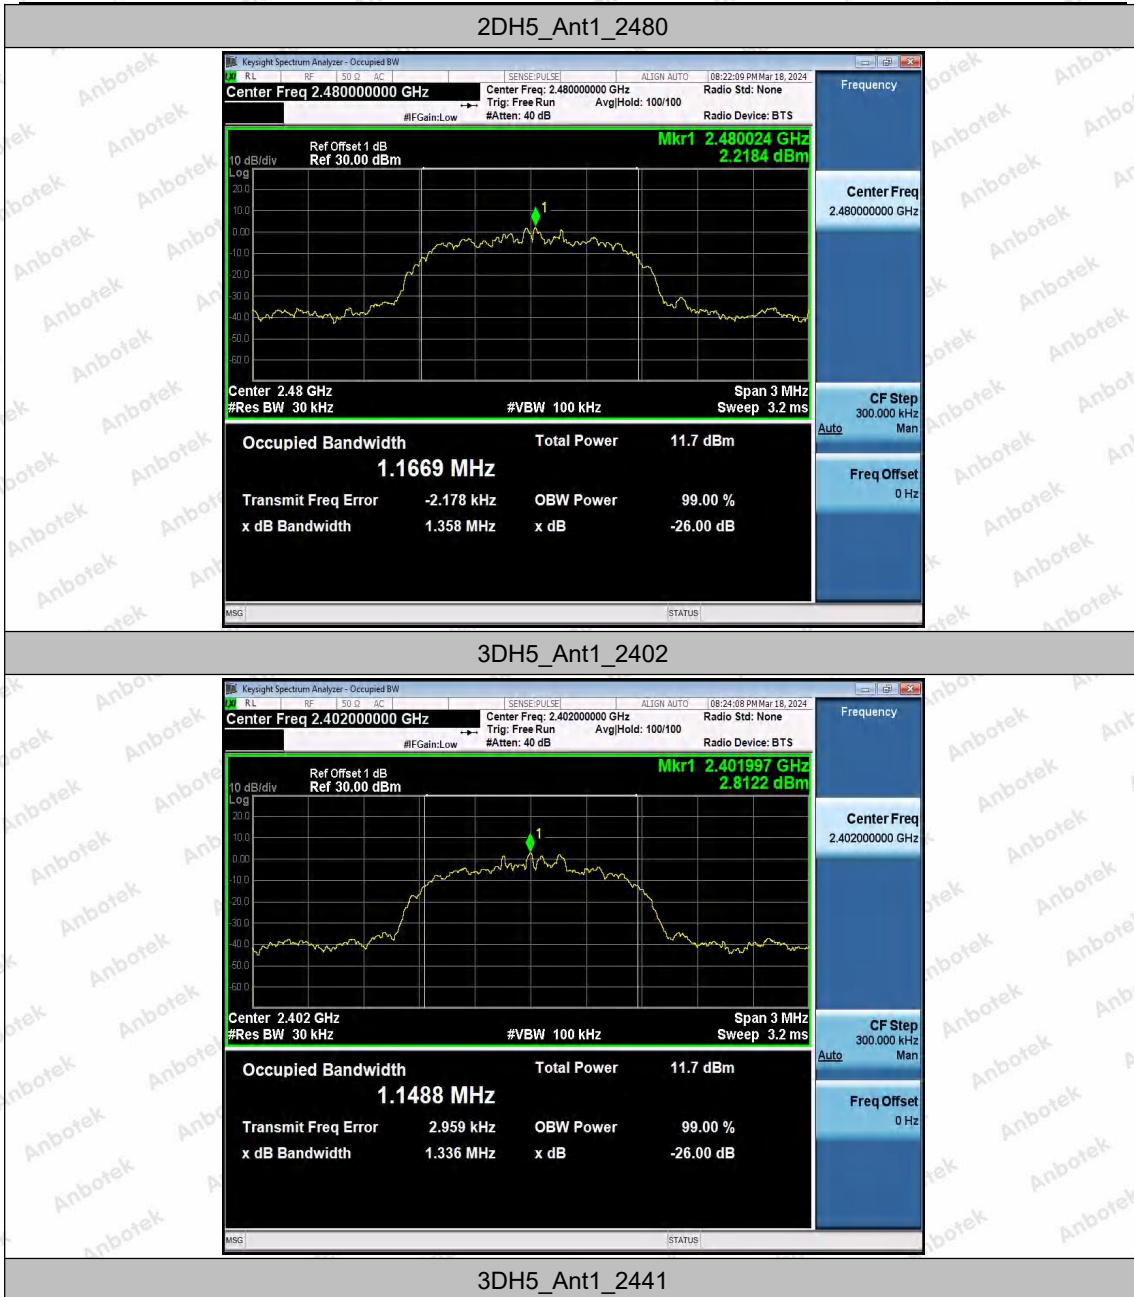 2DH5_Ant1_2480
Keysight Spectrum Analyzer - Occupied BW
RL RF 50 Ω AC SENSE:PULSE ALIGN AUTO 08:22:09 PM Mar 18, 2024
Center Freq 2.480000000 GHz
Center Freq: 2.480000000 GHz
Radio Std: None
Trig: Free Run Avg|Hold: 100/100
#IFGain:Low #Atten: 40 dB Radio Device: BTS
Mkr1 2.480024 GHz
2.2184 dBm
Ref Offset 1 dB
10 dB/div Ref 30.00 dBm
Log
20.0
10.0
0.00
-10.0
-20.0
-30.0
-40.0
-50.0
-60.0
1
Center 2.48 GHz Span 3 MHz
#Res BW 30 kHz #VBW 100 kHz Sweep 3.2 ms
Occupied Bandwidth Total Power 11.7 dBm
1.1669 MHz
Transmit Freq Error -2.178 kHz OBW Power 99.00 %
x dB Bandwidth 1.358 MHz x dB -26.00 dB
MSG STATUS
Frequency
Center Freq
2.480000000 GHz
CF Step
300.000 kHz
Auto Man
Freq Offset
0 Hz
3DH5_Ant1_2402
Keysight Spectrum Analyzer - Occupied BW
RL RF 50 Ω AC SENSE:PULSE ALIGN AUTO 08:24:08 PM Mar 18, 2024
Center Freq 2.402000000 GHz
Center Freq: 2.402000000 GHz
Radio Std: None
Trig: Free Run Avg|Hold: 100/100
#IFGain:Low #Atten: 40 dB Radio Device: BTS
Mkr1 2.401997 GHz
2.8122 dBm
Ref Offset 1 dB
10 dB/div Ref 30.00 dBm
Log
20.0
10.0
0.00
-10.0
-20.0
-30.0
-40.0
-50.0
-60.0
1
Center 2.402 GHz Span 3 MHz
#Res BW 30 kHz #VBW 100 kHz Sweep 3.2 ms
Occupied Bandwidth Total Power 11.7 dBm
1.1488 MHz
Transmit Freq Error 2.959 kHz OBW Power 99.00 %
x dB Bandwidth 1.336 MHz x dB -26.00 dB
MSG STATUS
Frequency
Center Freq
2.402000000 GHz
CF Step
300.000 kHz
Auto Man
Freq Offset
0 Hz
3DH5_Ant1_2441
Anbotek